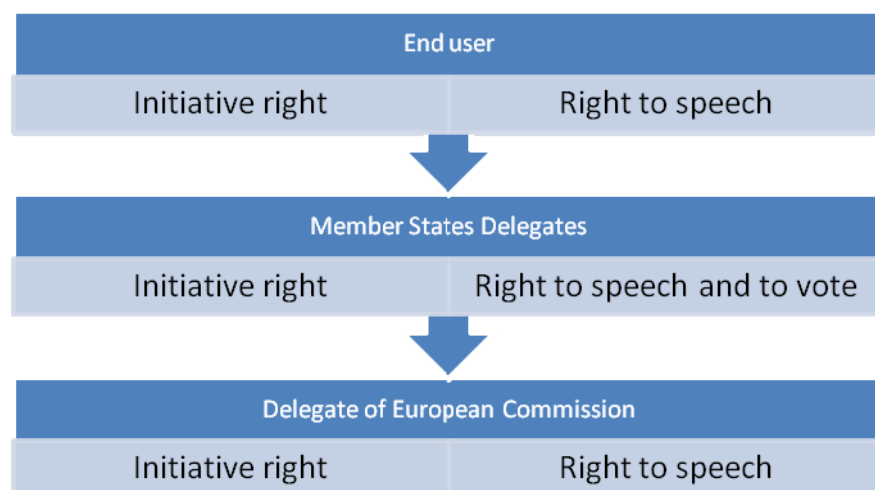 End user
Initiative right
Right to speech
Member States Delegates
Initiative right
Right to speech and to vote
Delegate of European Commission
Initiative right
Right to speech